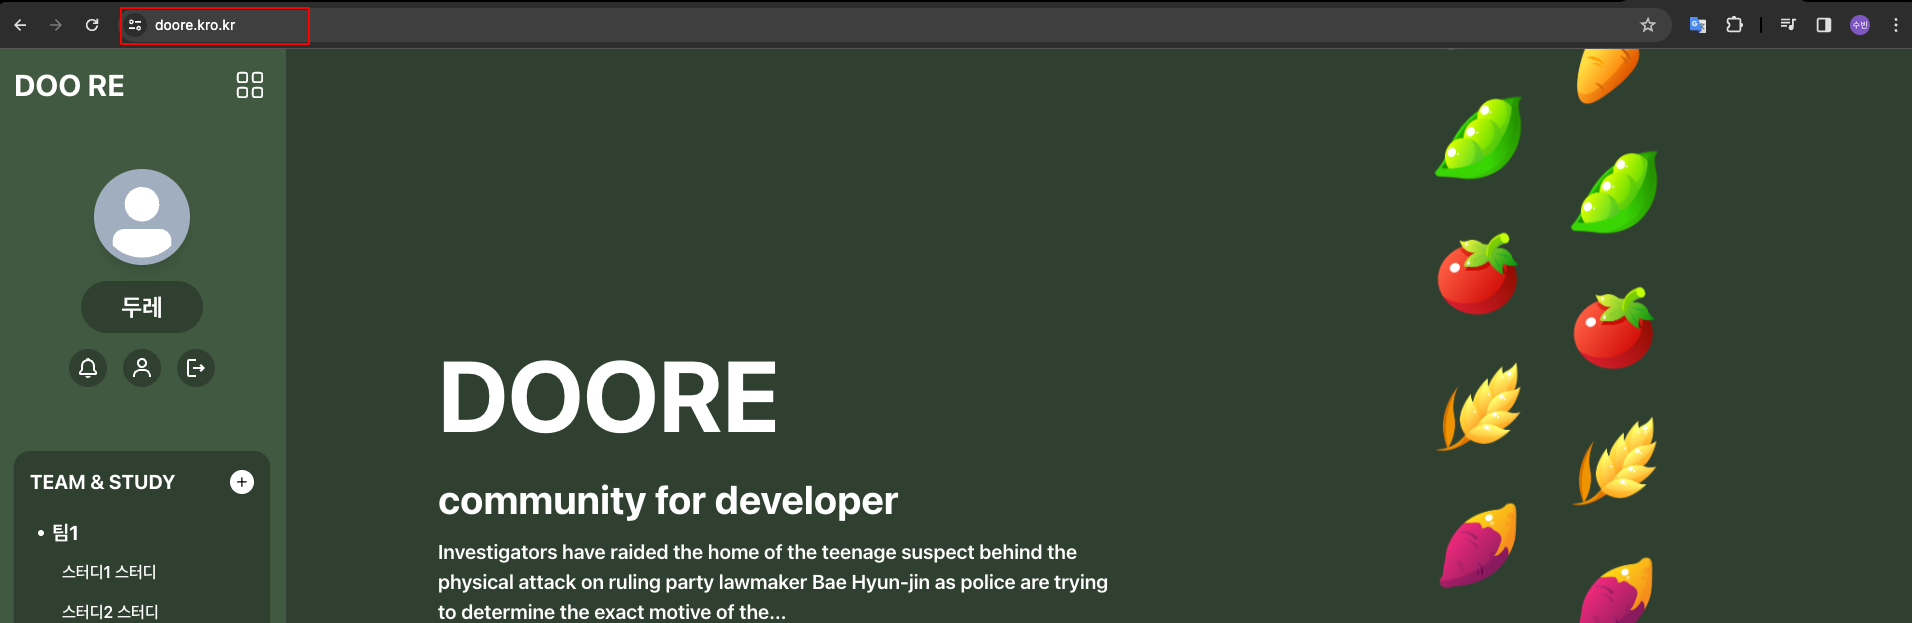 doore.kro.kr
수빈
DOO RE
두레
TEAM & STUDY
• 팀1
스터디1 스터디
스터디2 스터디
DOORE
community for developer
Investigators have raided the home of the teenage suspect behind the
physical attack on ruling party lawmaker Bae Hyun-jin as police are trying
to determine the exact motive of the...